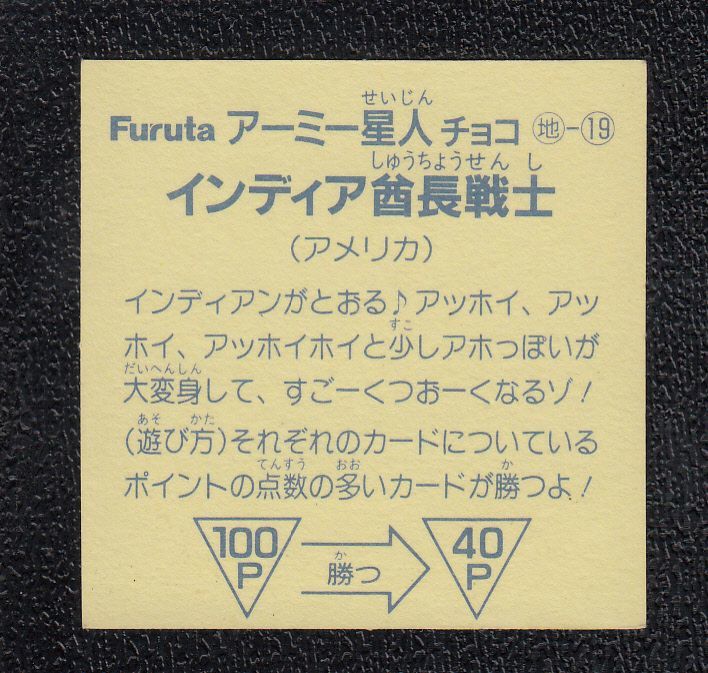 せいじん
Furuta アーミー星人チョコ ㊞地-⑲
しゅうちょうせんし
インディア酋長戦士
(アメリカ)
インディアンがとおる♪アッホイ、アッ
すこ
ホイ、アッホイホイと少しアホっぽいが
だいへんしん
大変身して、すごーくつおーくなるゾ!
あそ かた
(遊び方)それぞれのカードについている
てんすう おお か
ポイントの点数の多いカードが勝つよ!
100P
か
勝つ
40P